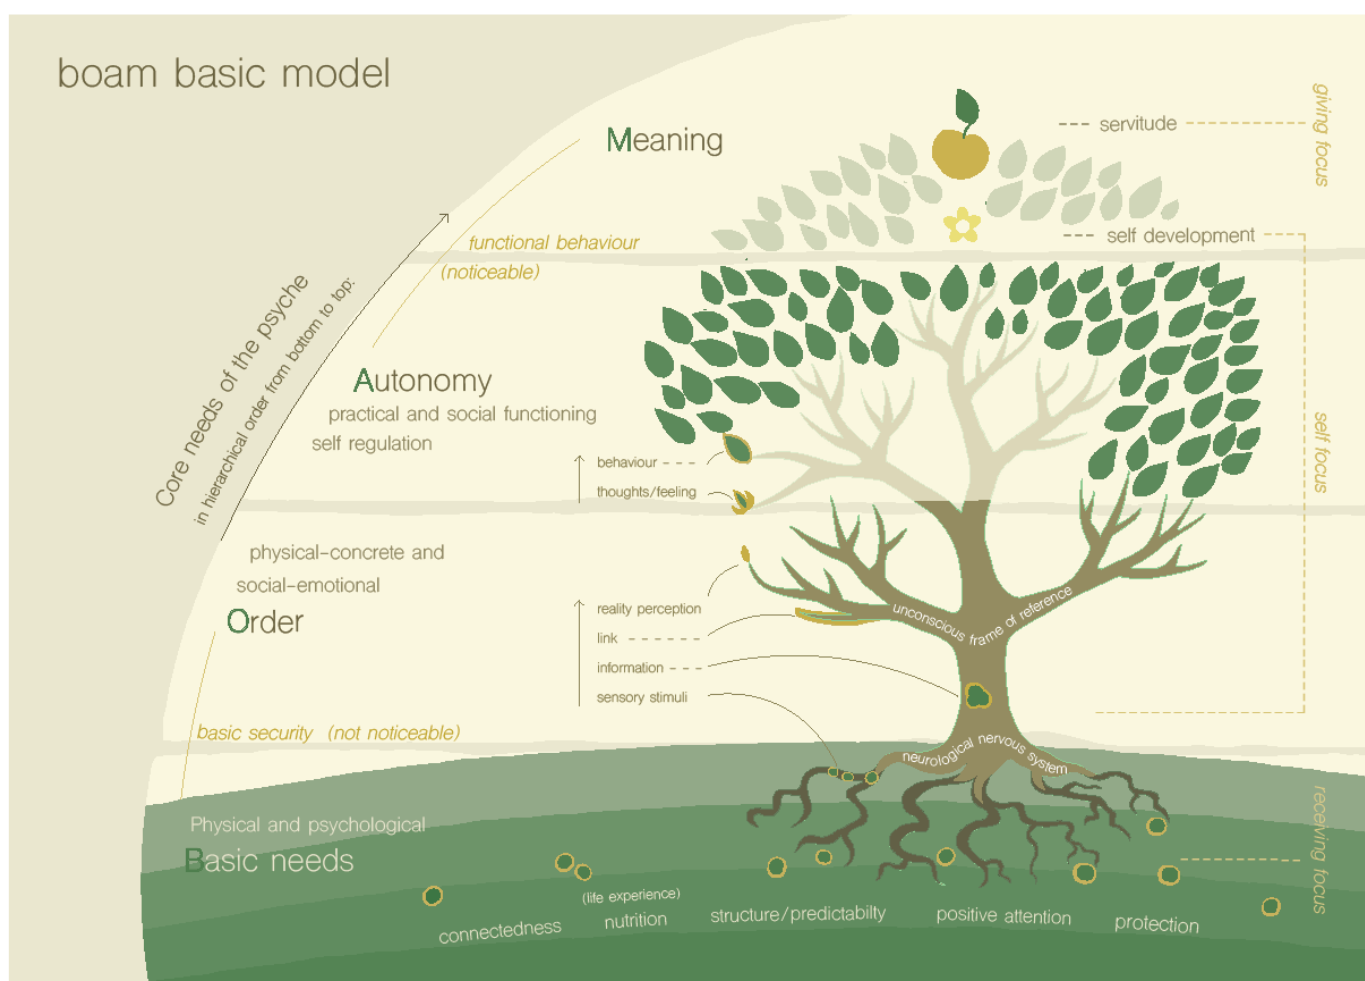 boam basic model
Meaning
servitude
giving focus
self development
functional behaviour
(noticeable)
Core needs of the psyche
in hierarchical order from bottom to top:
Autonomy
practical and social functioning
self regulation
self focus
behaviour
thoughts/feeling
physical-concrete and
social-emotional
Order
reality perception
link
information
sensory stimuli
unconscious frame of reference
neurological nervous system
basic security (not noticeable)
Physical and psychological
Basic needs
receiving focus
(life experience)
connectedness
nutrition
structure/predictabilty
positive attention
protection